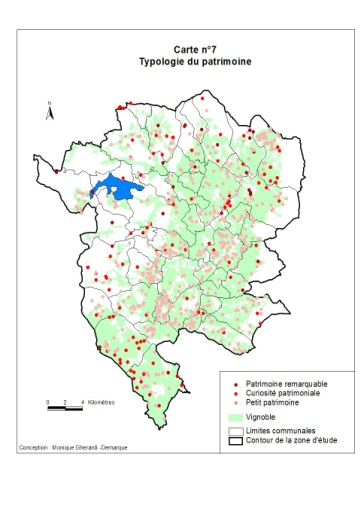 Carte n°7
Typologie du patrimoine
N
Patrimoine remarquable
Curiosité patrimoniale
Petit patrimoine
Vignoble
Limites communales
Contour de la zone d'étude
0 2 4 Kilomètres
Conception : Monique Gherardi -Demarque